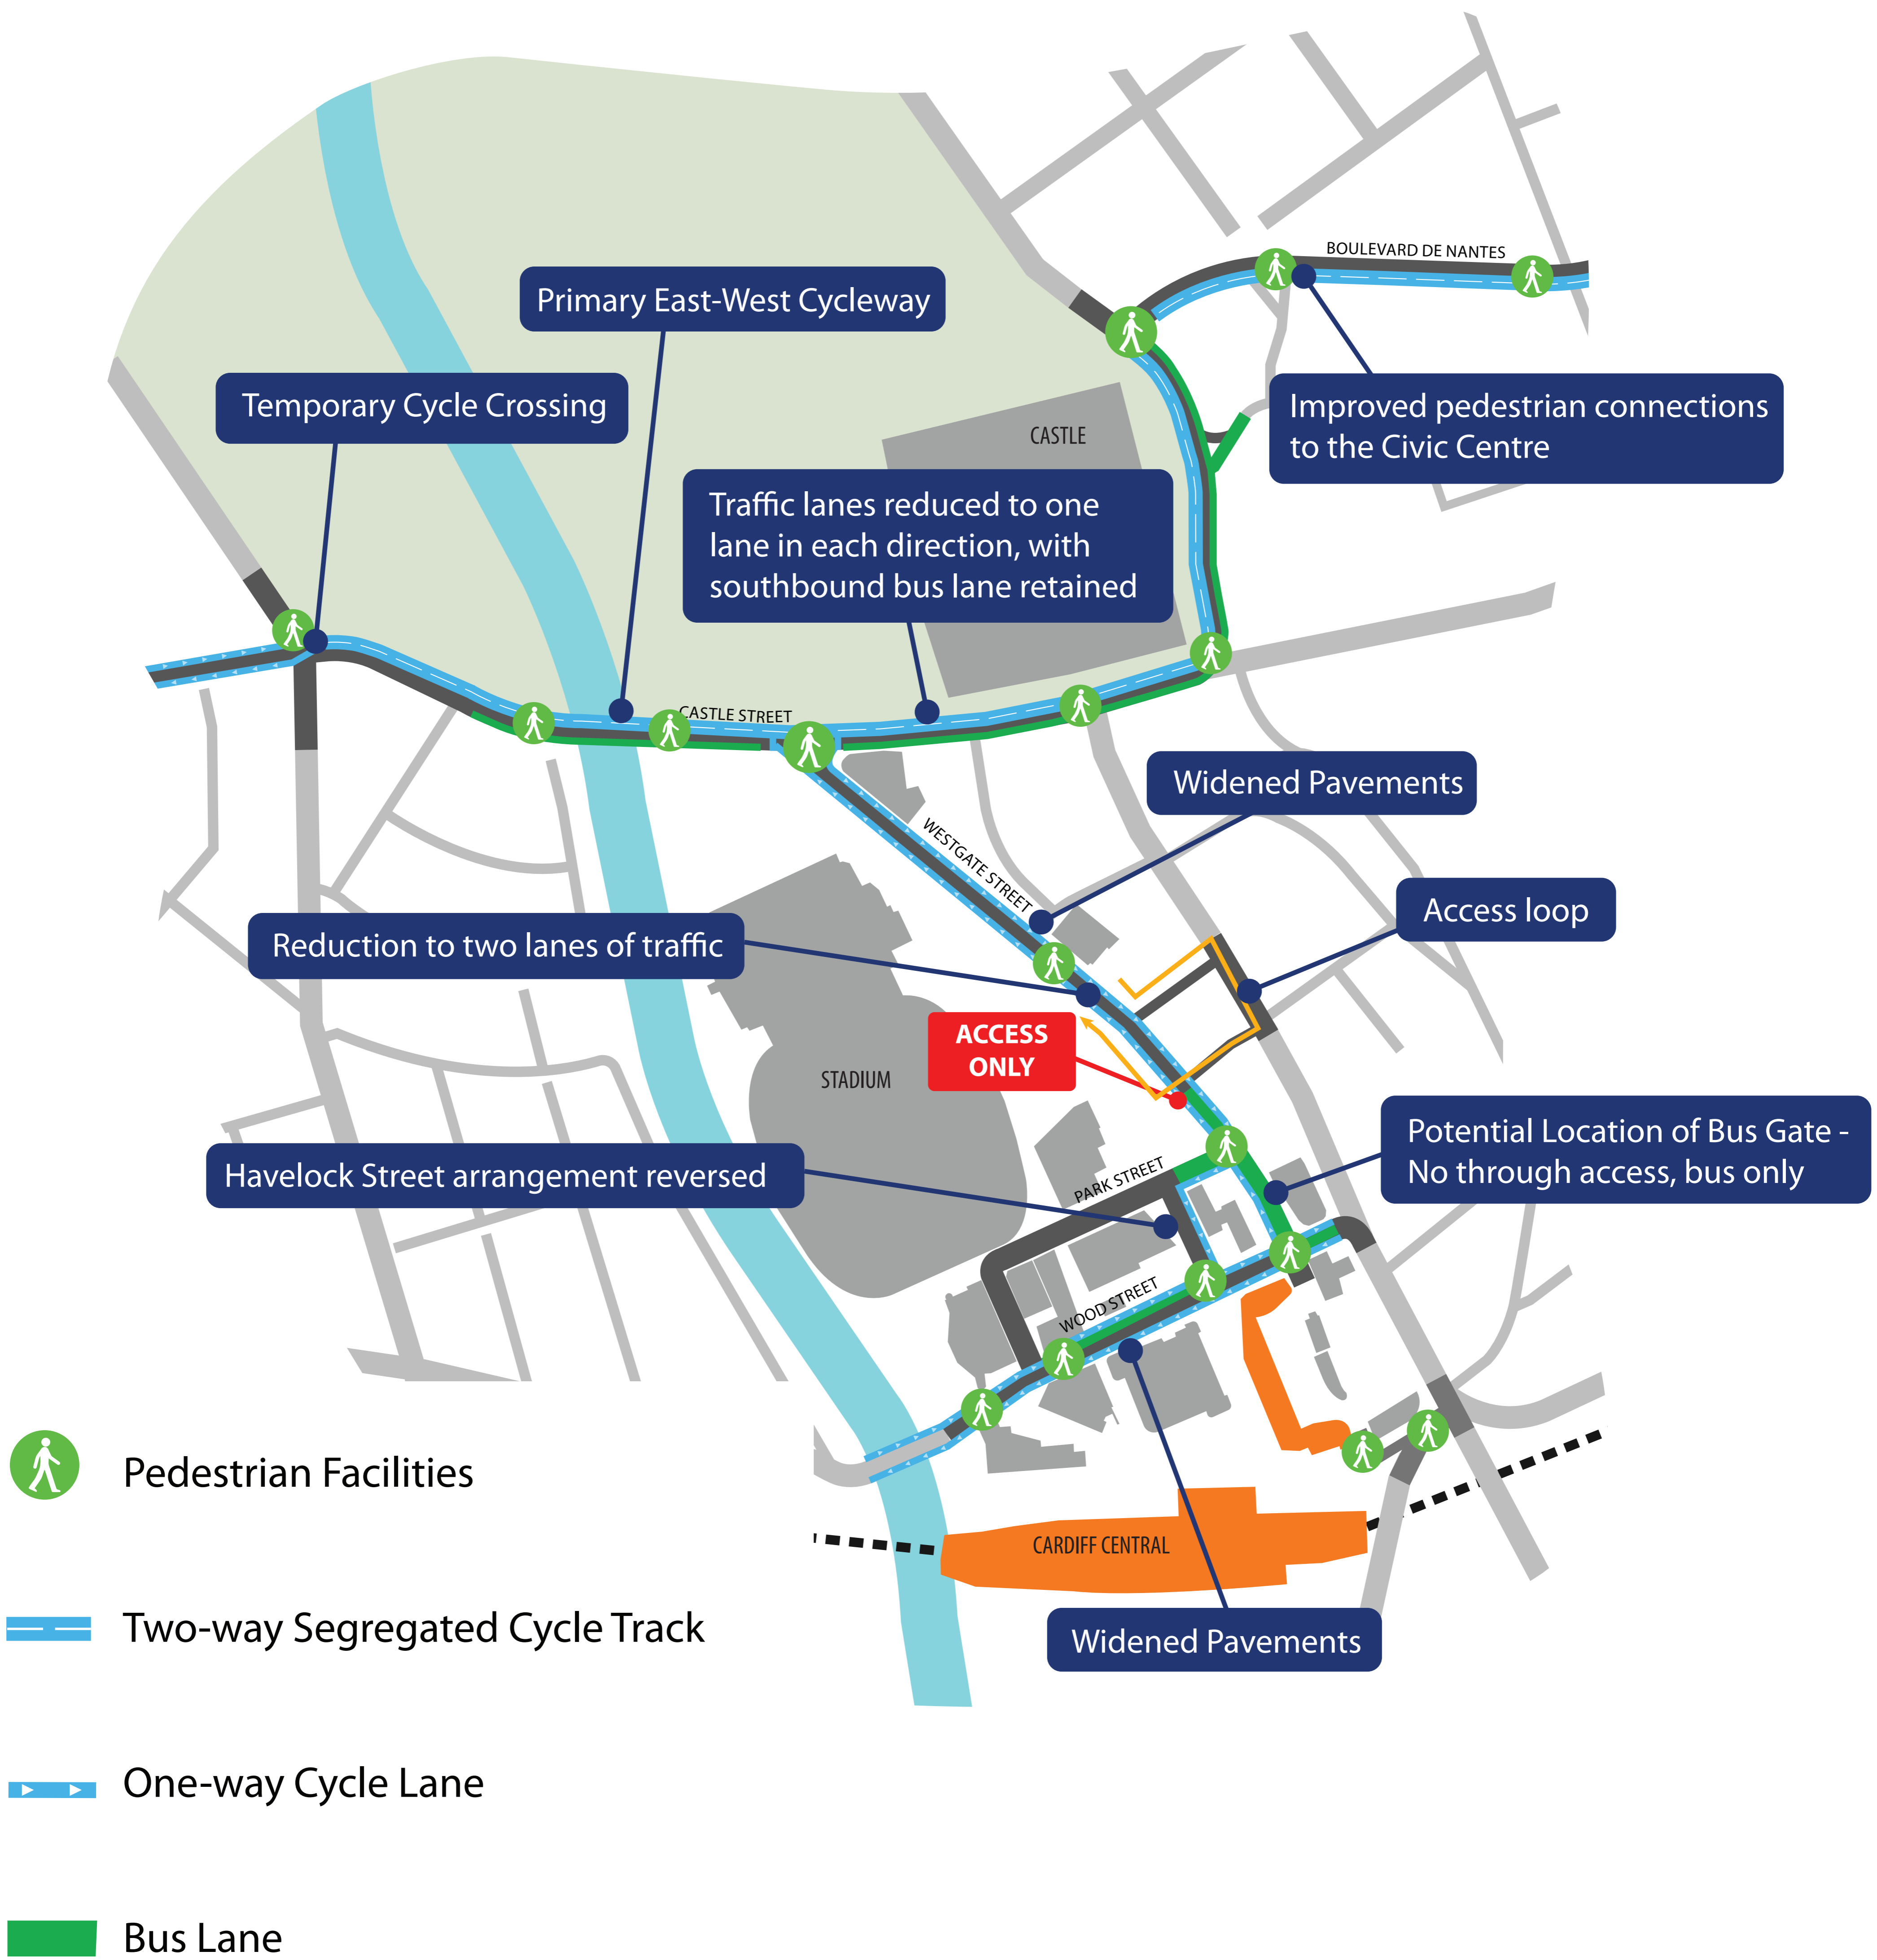 BOULEVARD DE NANTES
Primary East-West Cycleway
Temporary Cycle Crossing
Improved pedestrian connections
to the Civic Centre
CASTLE
Traffic lanes reduced to one
lane in each direction, with
southbound bus lane retained
CASTLE STREET
Widened Pavements
WESTGATE STREET
Access loop
Reduction to two lanes of traffic
ACCESS
ONLY
STADIUM
Potential Location of Bus Gate -
No through access, bus only
PARK STREET
Havelock Street arrangement reversed
WOOD STREET
CARDIFF CENTRAL
Widened Pavements
Pedestrian Facilities
Two-way Segregated Cycle Track
One-way Cycle Lane
Bus Lane